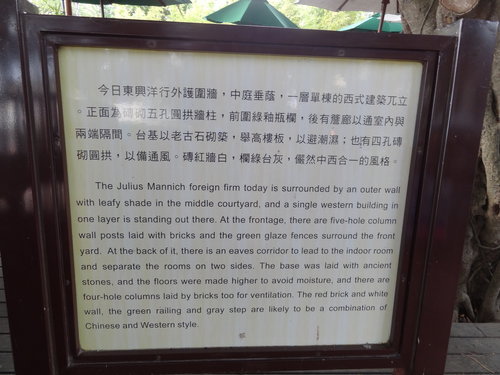 今日東興洋行外護圍牆，中庭垂蔭，一層單棟的西式建築兀立
。正面為磚砌五孔圓拱牆柱，前圍綠釉瓶欄，後有簷廊以通室內與
兩端隔間。台基以老古石砌築，舉高樓板，以避潮濕；也有四孔磚
砌圓拱，以備通風。磚紅牆白，欄綠台灰，儼然中西合一的風格。
The Julius Mannich foreign firm today is surrounded by an outer wall
with leafy shade in the middle courtyard, and a single western building in
one layer is standing out there. At the frontage, there are five-hole column
wall posts laid with bricks and the green glaze fences surround the front
yard. At the back of it, there is an eaves corridor to lead to the indoor room
and separate the rooms on two sides. The base was laid with ancient
stones, and the floors were made higher to avoid moisture, and there are
four-hole columns laid by bricks too for ventilation. The red brick and white
wall, the green railing and gray step are likely to be a combination of
Chinese and Western style.